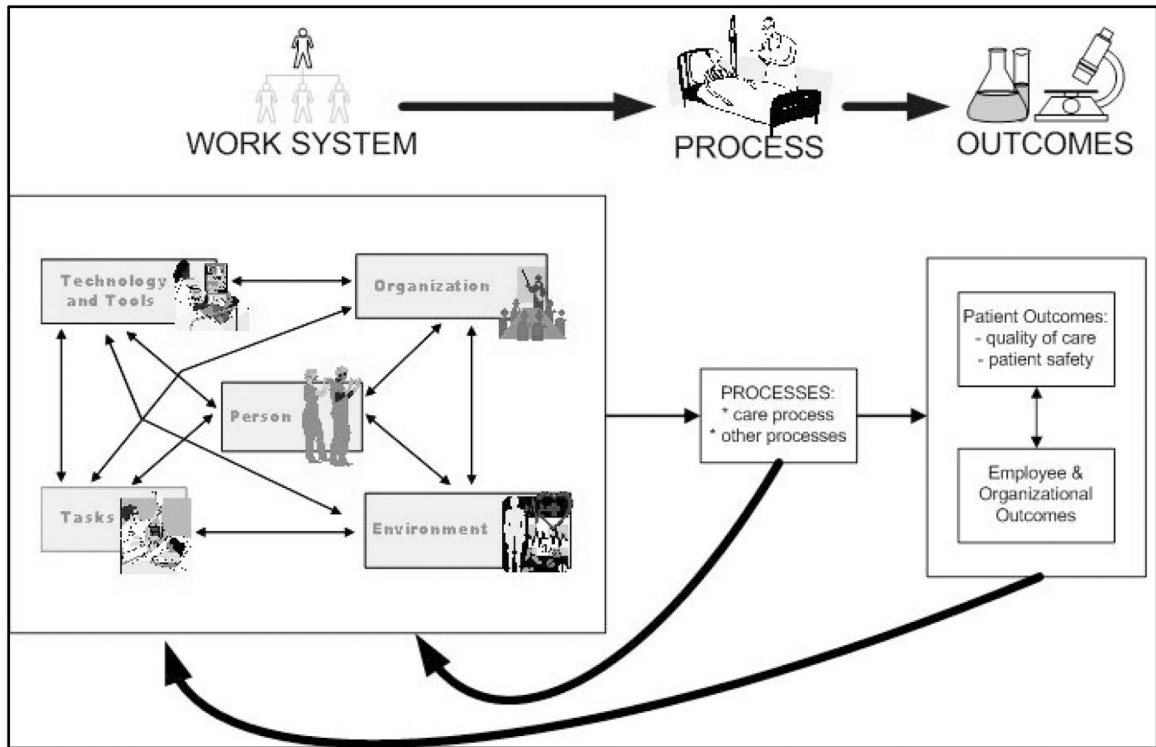 WORK SYSTEM
PROCESS
OUTCOMES
Technology
and Tools
Organization
Person
Tasks
Environment
PROCESSES:
* care process
* other processes
Patient Outcomes:
- quality of care
- patient safety
Employee &
Organizational
Outcomes